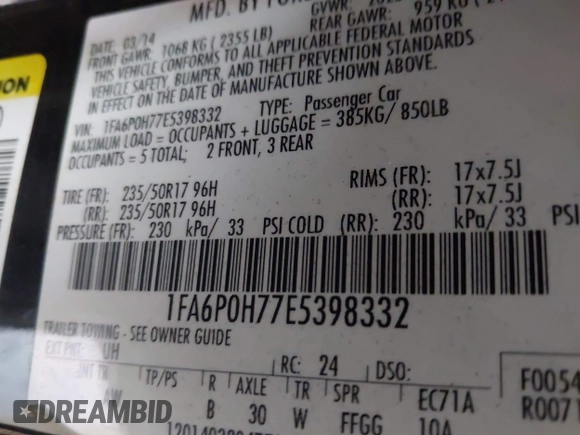 MFD. BY FORD
GVWR:
DATE: 03/14
REAR GAWR: 959 KG
FRONT GAWR: 1068 KG (2355 LB)
THIS VEHICLE CONFORMS TO ALL APPLICABLE FEDERAL MOTOR
VEHICLE SAFETY, BUMPER, AND THEFT PREVENTION STANDARDS
IN EFFECT ON THE DATE OF MANUFACTURE SHOWN ABOVE.
VIN: 1FA6P0H77E5398332 TYPE: Passenger Car
MAXIMUM LOAD = OCCUPANTS + LUGGAGE = 385KG/ 850LB
OCCUPANTS = 5 TOTAL; 2 FRONT, 3 REAR
TIRE (FR): 235/50R17 96H RIMS (FR): 17x7.5J
(RR): 235/50R17 96H (RR): 17x7.5J
PRESSURE (FR): 230 kPa/ 33 PSI COLD (RR): 230 kPa/ 33 PSI
1FA6P0H77E5398332
TRAILER TOWING - SEE OWNER GUIDE
EXT PNT: UH RC: 24 DSO: F0054
INT TR TP/PS R AXLE TR SPR EC71A R0071
B 30 W FFGG 10A
DREAMBID